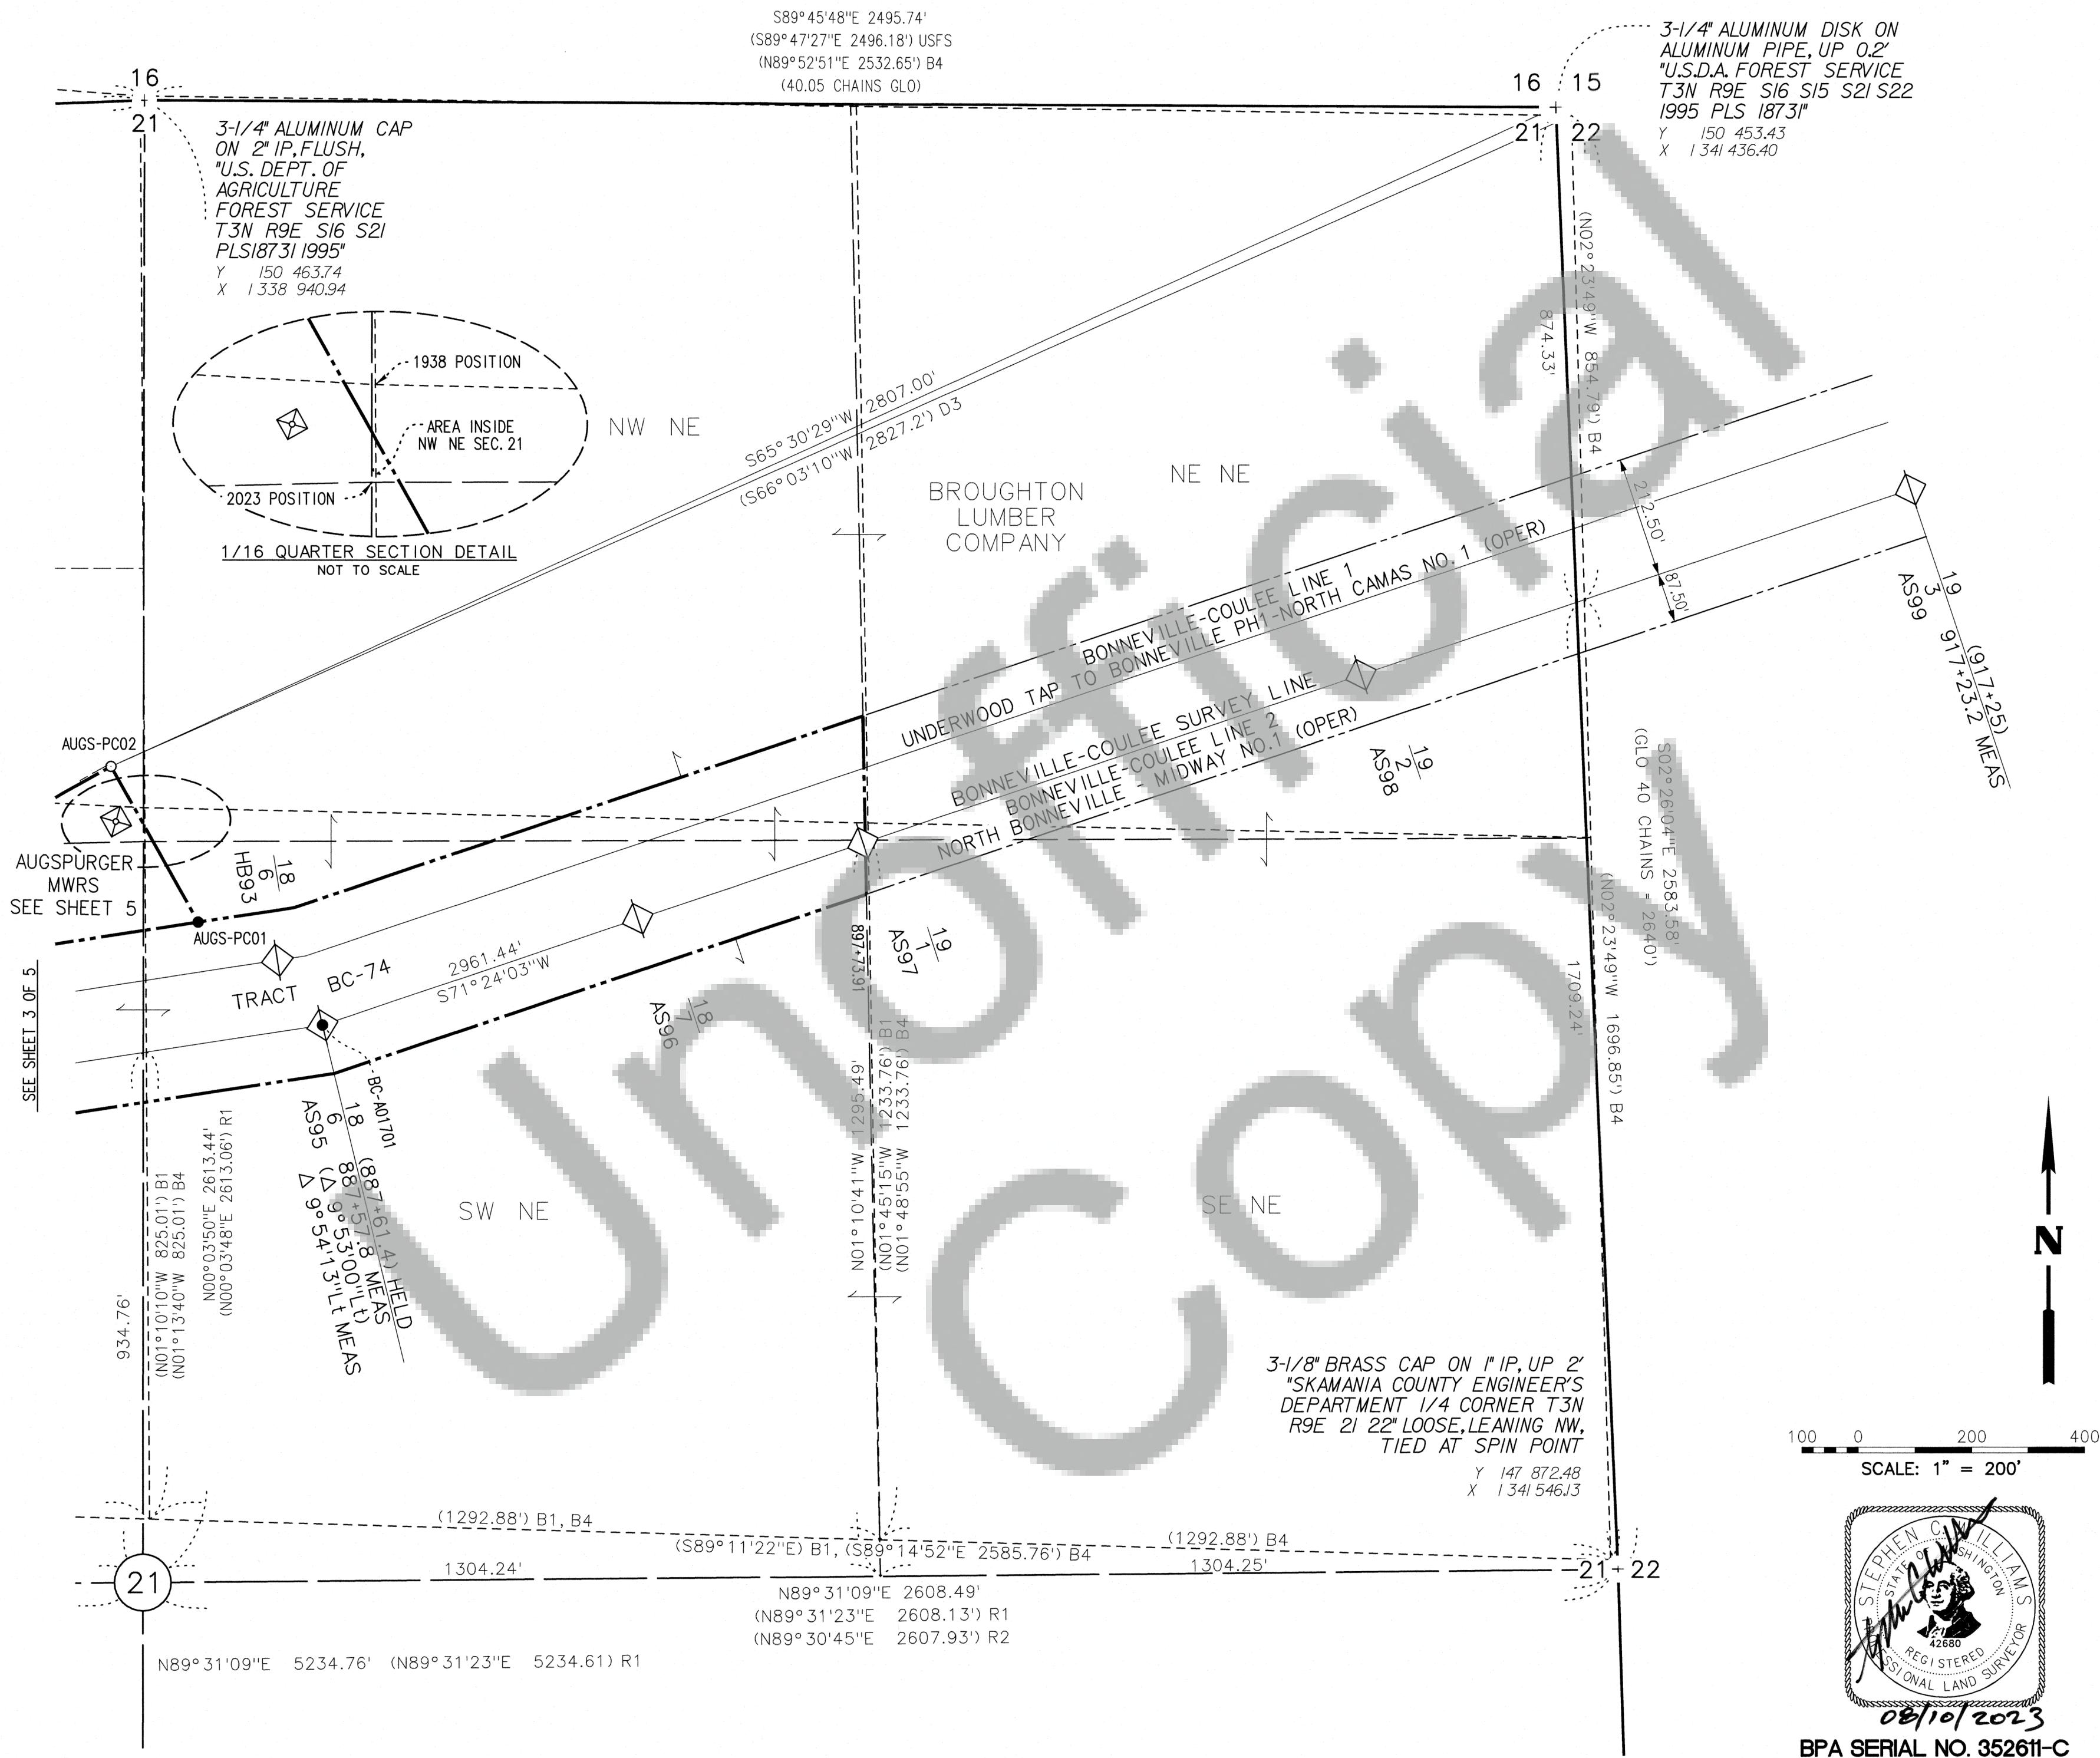 S89°45'48"E 2495.74'
(S89°47'27"E 2496.18') USFS
(N89°52'51"E 2532.65') B4
(40.05 CHAINS GLO)
16
21
3-1/4" ALUMINUM CAP
ON 2" IP, FLUSH,
"U.S. DEPT. OF
AGRICULTURE
FOREST SERVICE
T3N R9E S16 S21
PLS18731 1995"
Y 150 463.74
X 1 338 940.94
16 15
21 22
3-1/4" ALUMINUM DISK ON
ALUMINUM PIPE, UP 0.2'
"U.S.D.A. FOREST SERVICE
T3N R9E S16 S15 S21 S22
1995 PLS 18731"
Y 150 453.43
X 1 341 436.40
1938 POSITION
AREA INSIDE
NW NE SEC. 21
2023 POSITION
1/16 QUARTER SECTION DETAIL
NOT TO SCALE
NW NE
S65°30'29"W 2807.00'
(S66°03'10"W 2827.2') D3
NE NE
BROUGHTON
LUMBER
COMPANY
(N02°23'49"W 854.79') B4
874.33'
212.50'
87.50'
BONNEVILLE-COULEE LINE 1
UNDERWOOD TAP TO BONNEVILLE PH1-NORTH CAMAS NO. 1 (OPER)
BONNEVILLE-COULEE SURVEY LINE
BONNEVILLE-COULEE LINE 2
NORTH BONNEVILLE - MIDWAY NO.1 (OPER)
19
3
AS99
(917+25)
917+23.2 MEAS
19
2
AS98
S02°26'04"E 2583.58'
(GLO 40 CHAINS = 2640')
AUGS-PC02
AUGSPURGER
MWRS
SEE SHEET 5
18
6
HB93
AUGS-PC01
SEE SHEET 3 OF 5
TRACT BC-74
2961.44'
S71°24'03"W
18
7
AS96
897+73.91
19
1
AS97
BC-A01701
18
6
AS95
(887+61.4) HELD
887+57.8 MEAS
(△ 9°53'00"Lt)
△ 9°54'13"Lt MEAS
934.76'
(N01°10'10"W 825.01') B1
(N01°13'40"W 825.01') B4
N00°03'50"E 2613.44'
(N00°03'48"E 2613.06') R1
N01°10'41"W 1295.49'
(N01°45'15"W 1233.76') B1
(N01°48'55"W 1233.76') B4
1709.24'
(N02°23'49"W 1696.85') B4
SW NE
SE NE
3-1/8" BRASS CAP ON 1" IP, UP 2'
"SKAMANIA COUNTY ENGINEER'S
DEPARTMENT 1/4 CORNER T3N
R9E 21 22" LOOSE, LEANING NW,
TIED AT SPIN POINT
Y 147 872.48
X 1 341 546.13
N
100 0 200 400
SCALE: 1" = 200'
(1292.88') B1, B4
(S89°11'22"E) B1, (S89°14'52"E 2585.76') B4
(1292.88') B4
21
1304.24'
1304.25'
21 22
N89°31'09"E 2608.49'
(N89°31'23"E 2608.13') R1
(N89°30'45"E 2607.93') R2
N89°31'09"E 5234.76' (N89°31'23"E 5234.61) R1
STEPHEN C. WILLIAMS
STATE OF WASHINGTON
42680
REGISTERED
PROFESSIONAL LAND SURVEYOR
08/10/2023
BPA SERIAL NO. 352611-C
Unofficial
Copy